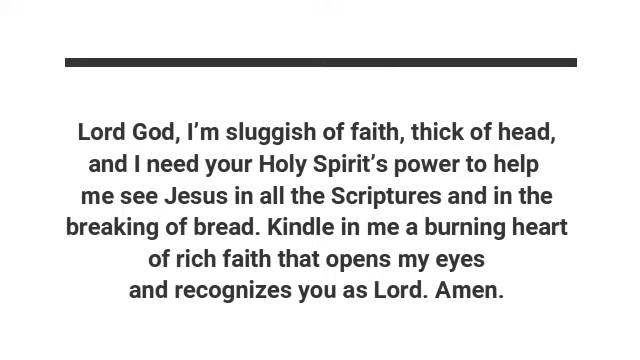 Lord God, I’m sluggish of faith, thick of head,
and I need your Holy Spirit’s power to help
me see Jesus in all the Scriptures and in the
breaking of bread. Kindle in me a burning heart
of rich faith that opens my eyes
and recognizes you as Lord. Amen.